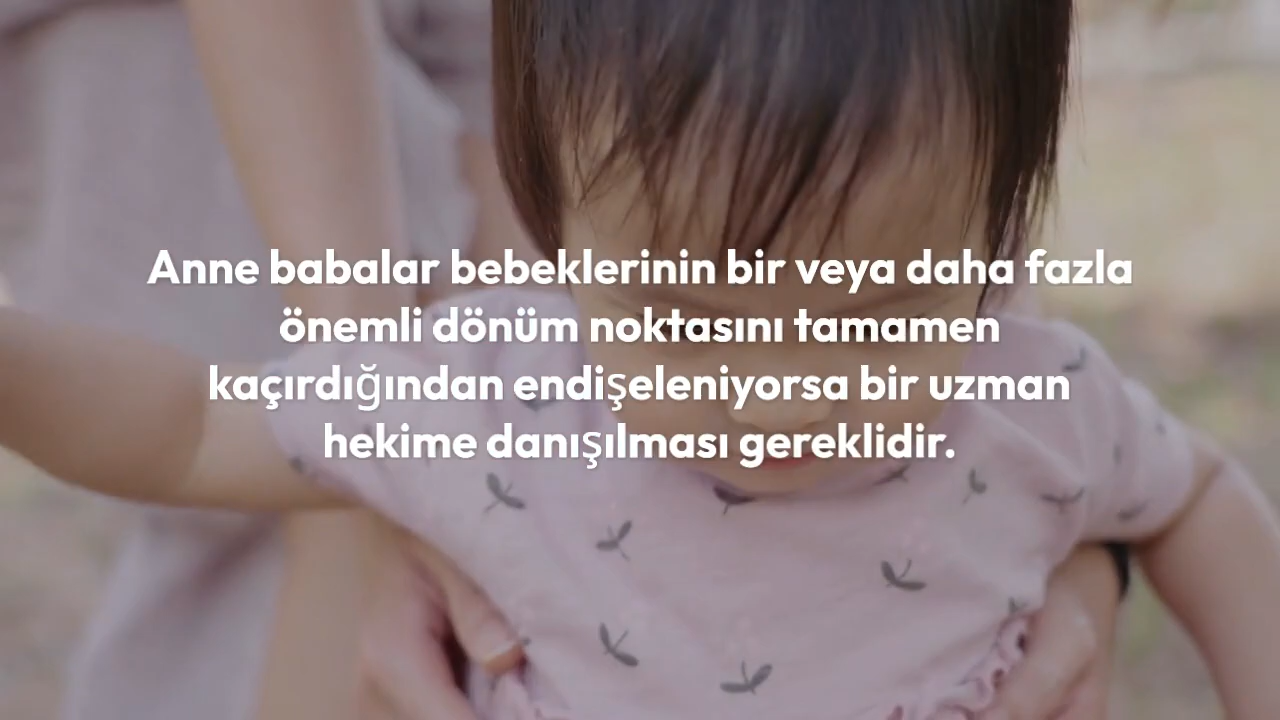 Anne babalar bebeklerinin bir veya daha fazla
önemli dönüm noktasını tamamen
kaçırdığından endişeleniyorsa bir uzman
hekime danışılması gereklidir.